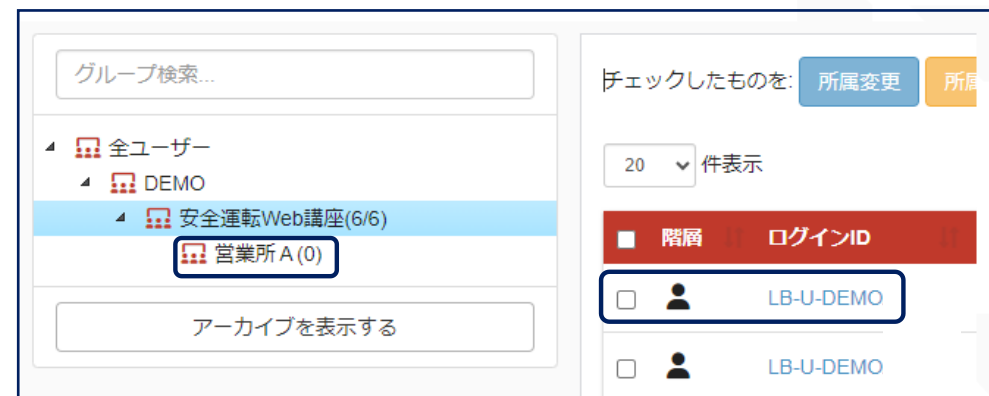 グループ検索...
全ユーザー
DEMO
安全運転Web講座(6/6)
営業所A(0)
アーカイブを表示する
チェックしたものを: 所属変更 所属
20 件表示
階層 ログインID
LB-U-DEMO
LB-U-DEMO